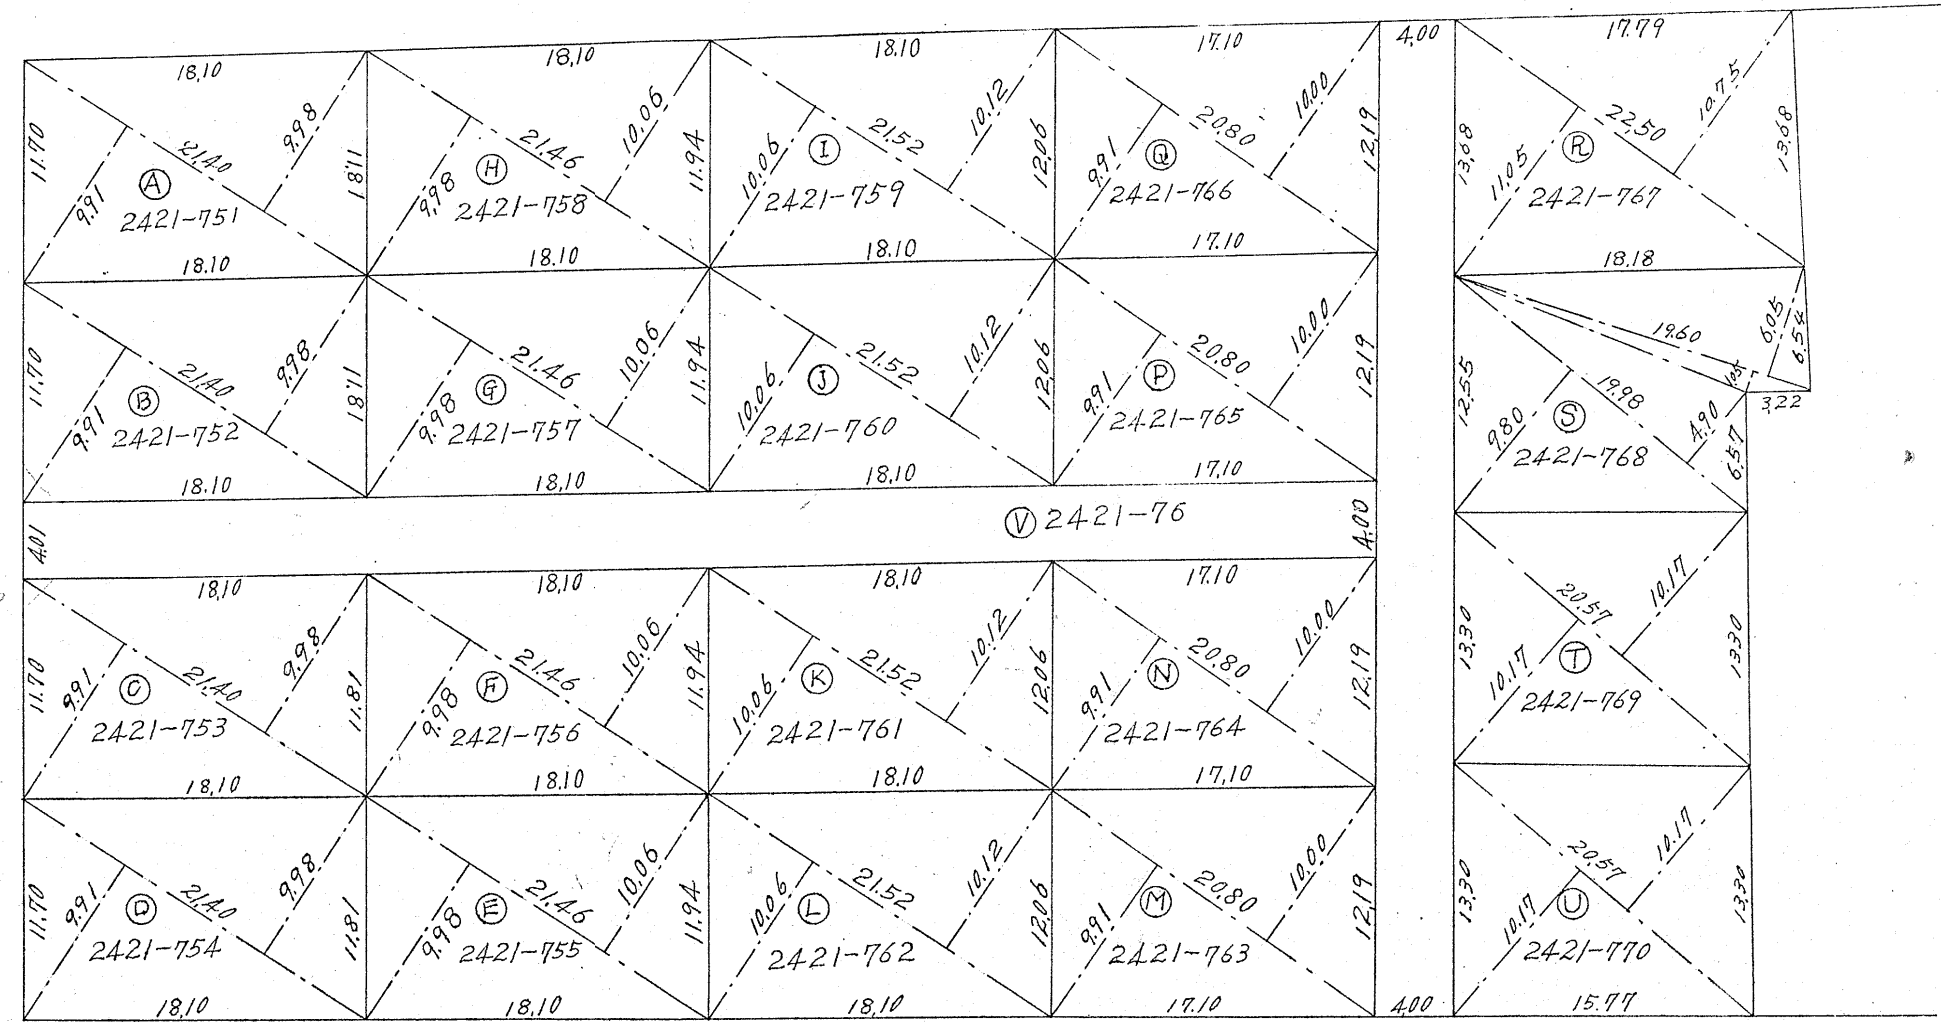 18.10 18.10 18.10 17.10 4.00 17.79
11.70 21.40 9.98 11.81 21.46 10.06 11.94 21.52 10.12 12.06 20.80 10.00 12.19 13.68 22.50 10.75 13.68
9.91 Ⓐ 9.98 Ⓗ 10.06 Ⓘ 9.91 Ⓠ 11.05 Ⓡ
2421-751 2421-758 2421-759 2421-766 2421-767
18.10 18.10 18.10 17.10 18.18
11.70 21.40 9.98 11.81 21.46 10.06 11.94 21.52 10.12 12.06 20.80 10.00 12.19 12.55 19.60 6.05 6.54
9.91 Ⓑ 9.98 Ⓖ 10.06 Ⓙ 9.91 Ⓟ 9.80 Ⓢ 19.98 4.90 6.57 3.22
2421-752 2421-757 2421-760 2421-765 2421-768
18.10 18.10 18.10 17.10
4.01 Ⓥ 2421-76 4.00
18.10 18.10 18.10 17.10
11.70 21.40 9.98 11.81 21.46 10.06 11.94 21.52 10.12 12.06 20.80 10.00 12.19 13.30 20.57 10.17 13.30
9.91 Ⓒ 9.98 Ⓕ 10.06 Ⓚ 9.91 Ⓝ 10.17 Ⓣ
2421-753 2421-756 2421-761 2421-764 2421-769
18.10 18.10 18.10 17.10
11.70 21.40 9.98 11.81 21.46 10.06 11.94 21.52 10.12 12.06 20.80 10.00 12.19 13.30 20.57 10.17 13.30
9.91 Ⓓ 9.98 Ⓔ 10.06 Ⓛ 9.91 Ⓜ 10.17 Ⓤ
2421-754 2421-755 2421-762 2421-763 2421-770
18.10 18.10 18.10 17.10 4.00 15.77